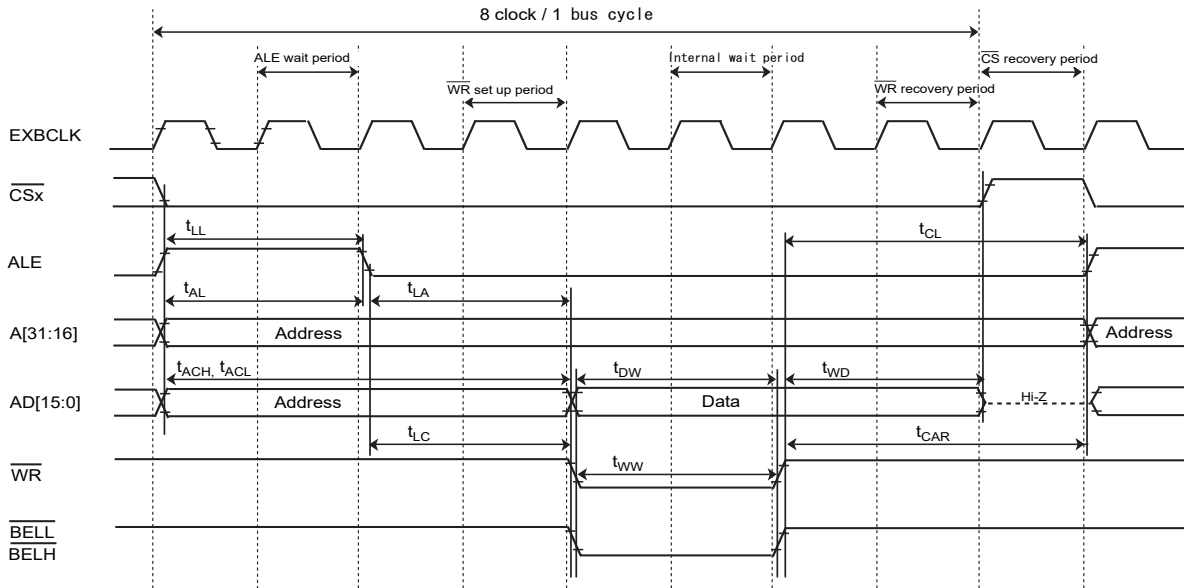 8 clock / 1 bus cycle
ALE wait period
Internal wait period
CS recovery period
WR set up period
WR recovery period
EXBCLK
CSx
tLL
tCL
ALE
tAL
tLA
A[31:16]
Address
Address
tACH, tACL
tDW
tWD
AD[15:0]
Address
Data
Hi-Z
tLC
tCAR
WR
tWW
BELL
BELH